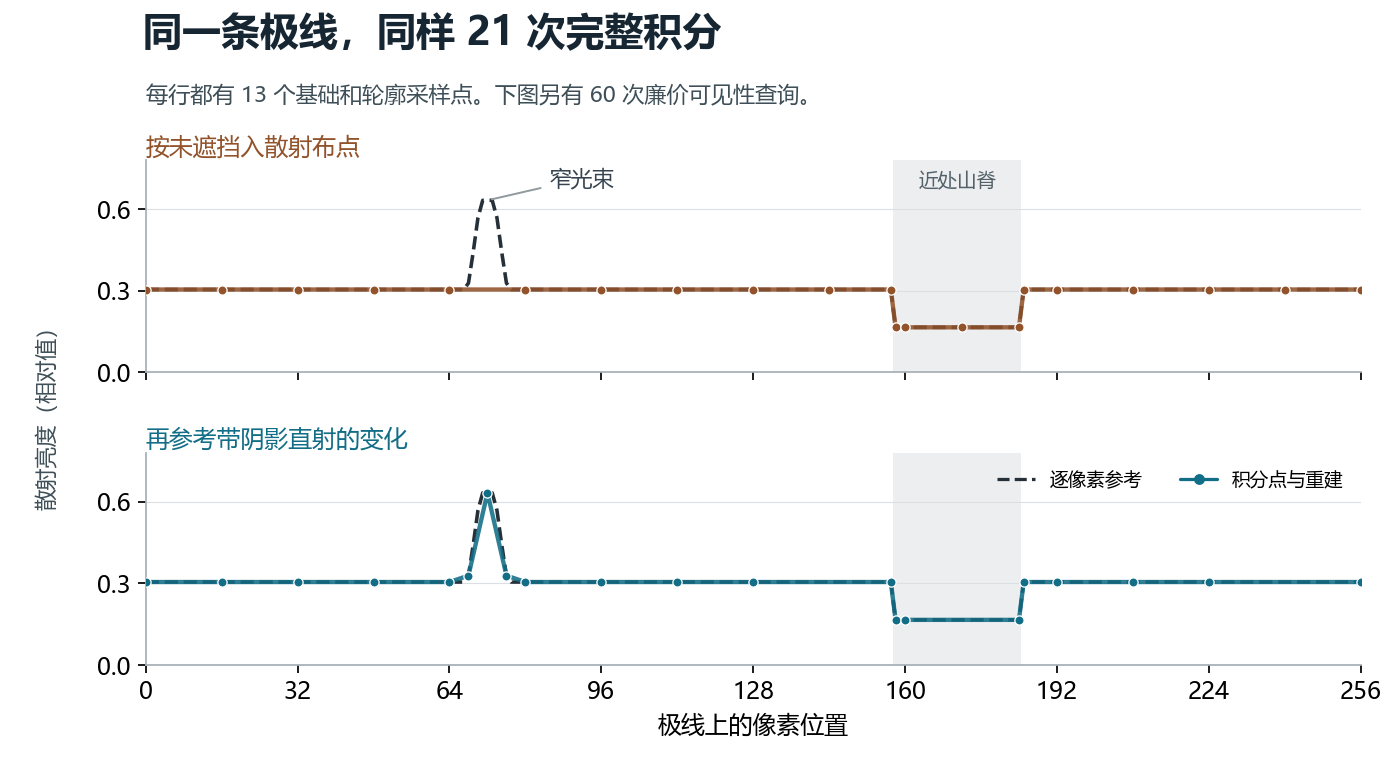 同一条极线，同样 21 次完整积分
每行都有 13 个基础和轮廓采样点。下图另有 60 次廉价可见性查询。
按未遮挡入散射布点
窄光束
近处山脊
0.6
0.3
0.0
散射亮度（相对值）
再参考带阴影直射的变化
逐像素参考
积分点与重建
0.6
0.3
0.0
0 32 64 96 128 160 192 224 256
极线上的像素位置